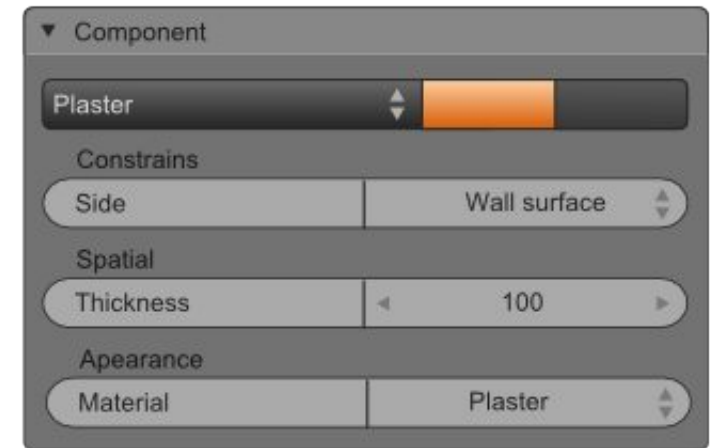 Component
Plaster
Constrains
Side Wall surface
Spatial
Thickness 100
Apearance
Material Plaster